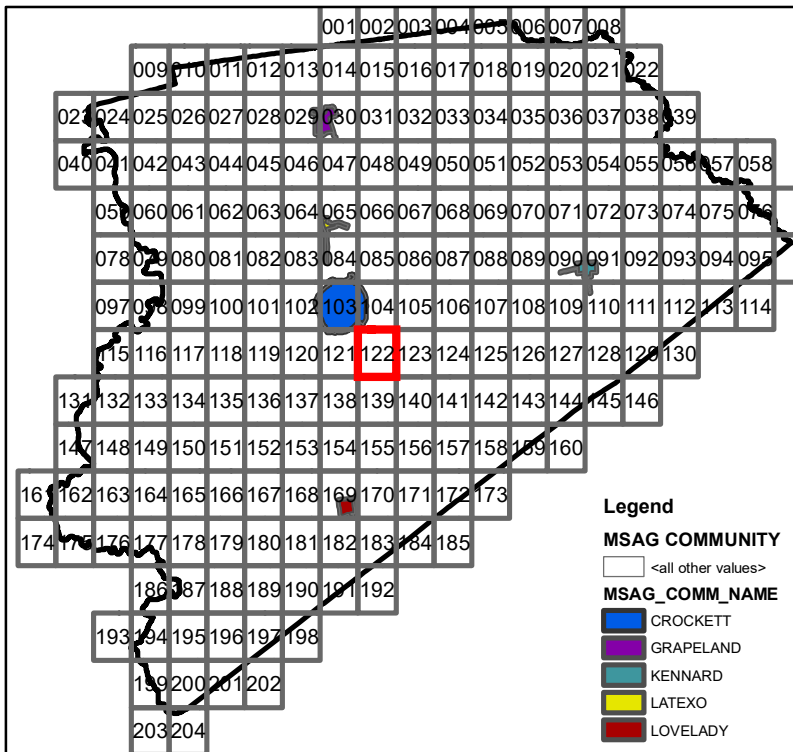 001 002 003 004 005 006 007 008
009 010 011 012 013 014 015 016 017 018 019 020 021 022
023 024 025 026 027 028 029 030 031 032 033 034 035 036 037 038 039
040 041 042 043 044 045 046 047 048 049 050 051 052 053 054 055 056 057 058
059 060 061 062 063 064 065 066 067 068 069 070 071 072 073 074 075 076
078 079 080 081 082 083 084 085 086 087 088 089 090 091 092 093 094 095
097 098 099 100 101 102 103 104 105 106 107 108 109 110 111 112 113 114
115 116 117 118 119 120 121 122 123 124 125 126 127 128 129 130
131 132 133 134 135 136 137 138 139 140 141 142 143 144 145 146
147 148 149 150 151 152 153 154 155 156 157 158 159 160
161 162 163 164 165 166 167 168 169 170 171 172 173
174 175 176 177 178 179 180 181 182 183 184 185
186 187 188 189 190 191 192
193 194 195 196 197 198
199 200 201 202
203 204
Legend
MSAG COMMUNITY
<all other values>
MSAG_COMM_NAME
CROCKETT
GRAPELAND
KENNARD
LATEXO
LOVELADY